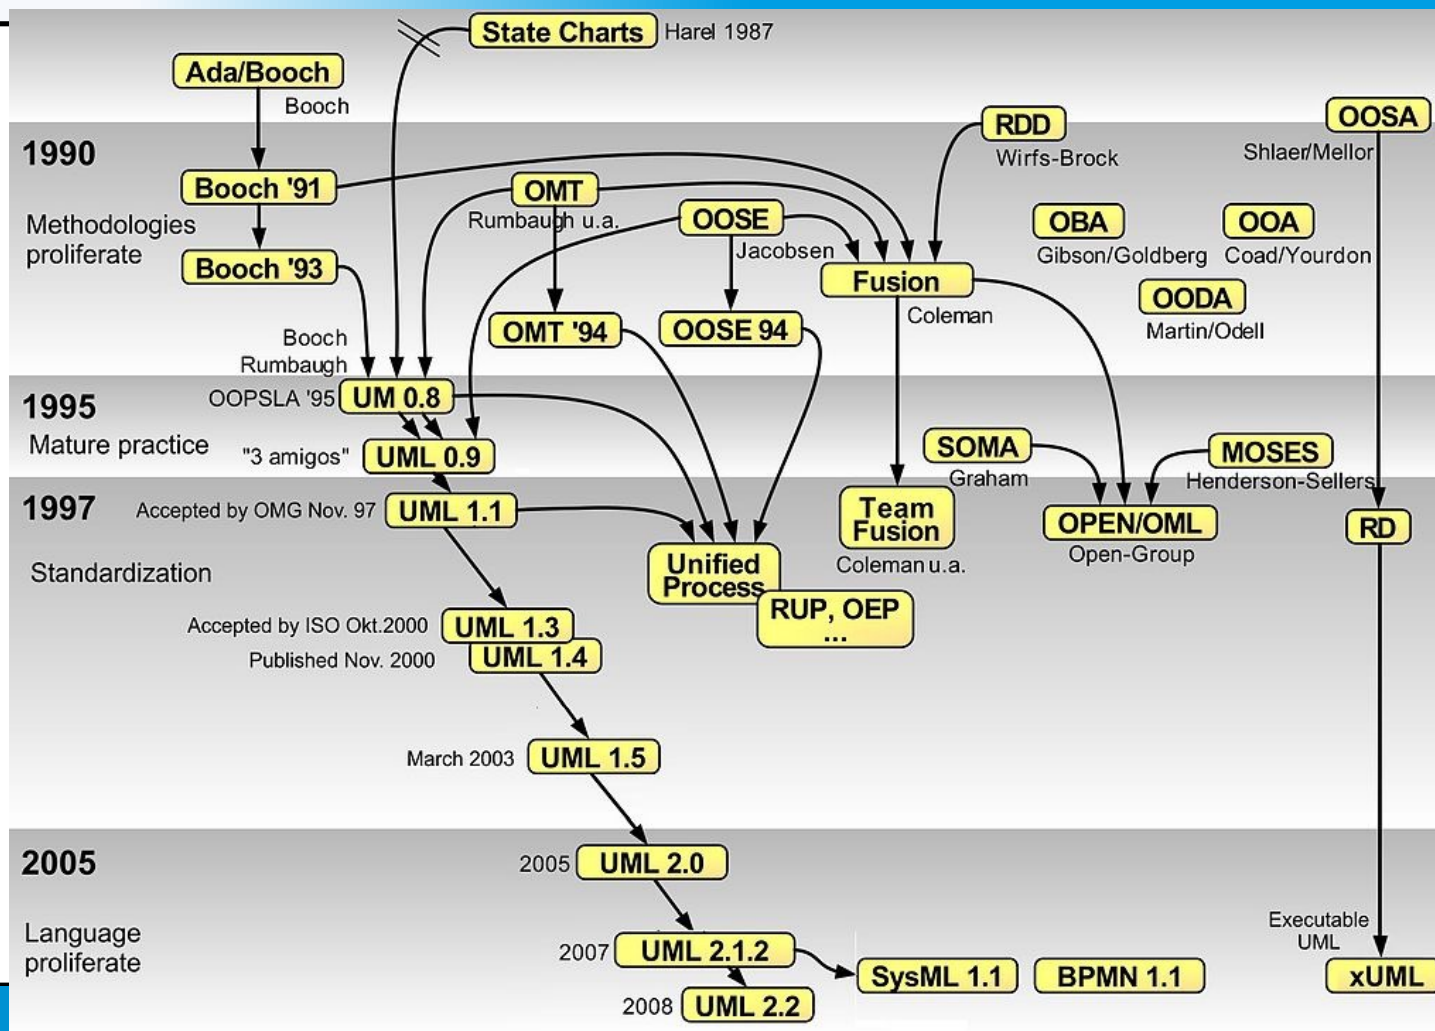 State Charts Harel 1987
Ada/Booch
Booch
RDD
Wirfs-Brock
OOSA
Shlaer/Mellor
1990
Methodologies
proliferate
Booch '91
OMT
Rumbaugh u.a.
OOSE
Jacobsen
OBA
Gibson/Goldberg
OOA
Coad/Yourdon
Booch '93
Fusion
Coleman
OODA
Martin/Odell
OMT '94
OOSE 94
Booch
Rumbaugh
1995
Mature practice
OOPSLA '95 UM 0.8
"3 amigos" UML 0.9
SOMA
Graham
MOSES
Henderson-Sellers
1997
Standardization
Accepted by OMG Nov. 97 UML 1.1
Team
Fusion
Coleman u.a.
OPEN/OML
Open-Group
RD
Unified
Process
RUP, OEP
...
Accepted by ISO Okt.2000 UML 1.3
Published Nov. 2000 UML 1.4
March 2003 UML 1.5
2005
Language
proliferate
2005 UML 2.0
2007 UML 2.1.2
2008 UML 2.2
SysML 1.1
BPMN 1.1
Executable
UML
xUML